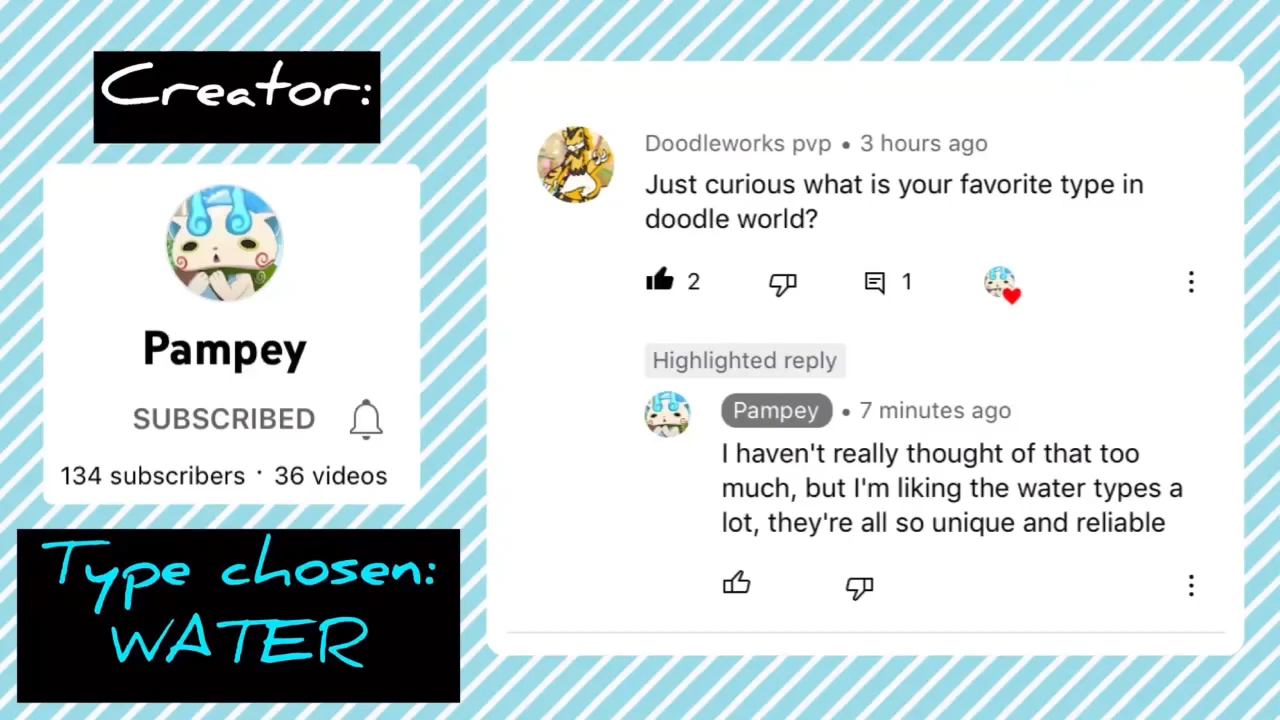 Creator:
Pampey
SUBSCRIBED
134 subscribers · 36 videos
Type chosen:
WATER
Doodleworks pvp • 3 hours ago
Just curious what is your favorite type in
doodle world?
2
1
Highlighted reply
Pampey • 7 minutes ago
I haven't really thought of that too
much, but I'm liking the water types a
lot, they're all so unique and reliable